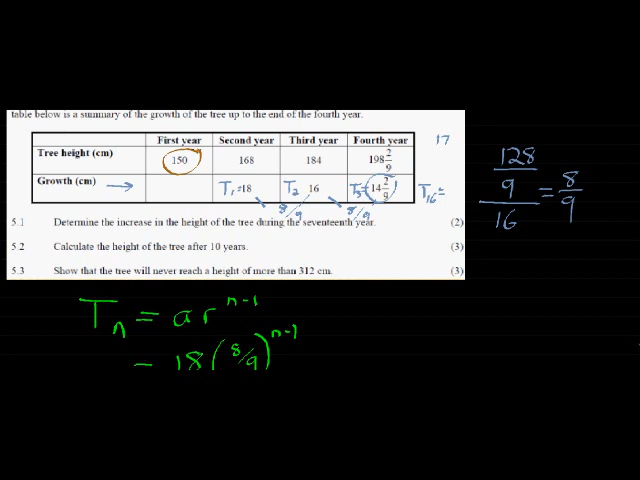 table below is a summary of the growth of the tree up to the end of the fourth year.
First year Second year Third year Fourth year 17
Tree height (cm) 150 168 184 198 2/9
Growth (cm) → T1 = 18 T2 16 T3 = 14 2/9 T16 =
8/9 8/9
128/9 / 16 = 8/9
5.1 Determine the increase in the height of the tree during the seventeenth year. (2)
5.2 Calculate the height of the tree after 10 years. (3)
5.3 Show that the tree will never reach a height of more than 312 cm. (3)
Tn = ar^n-1
= 18(8/9)^n-1